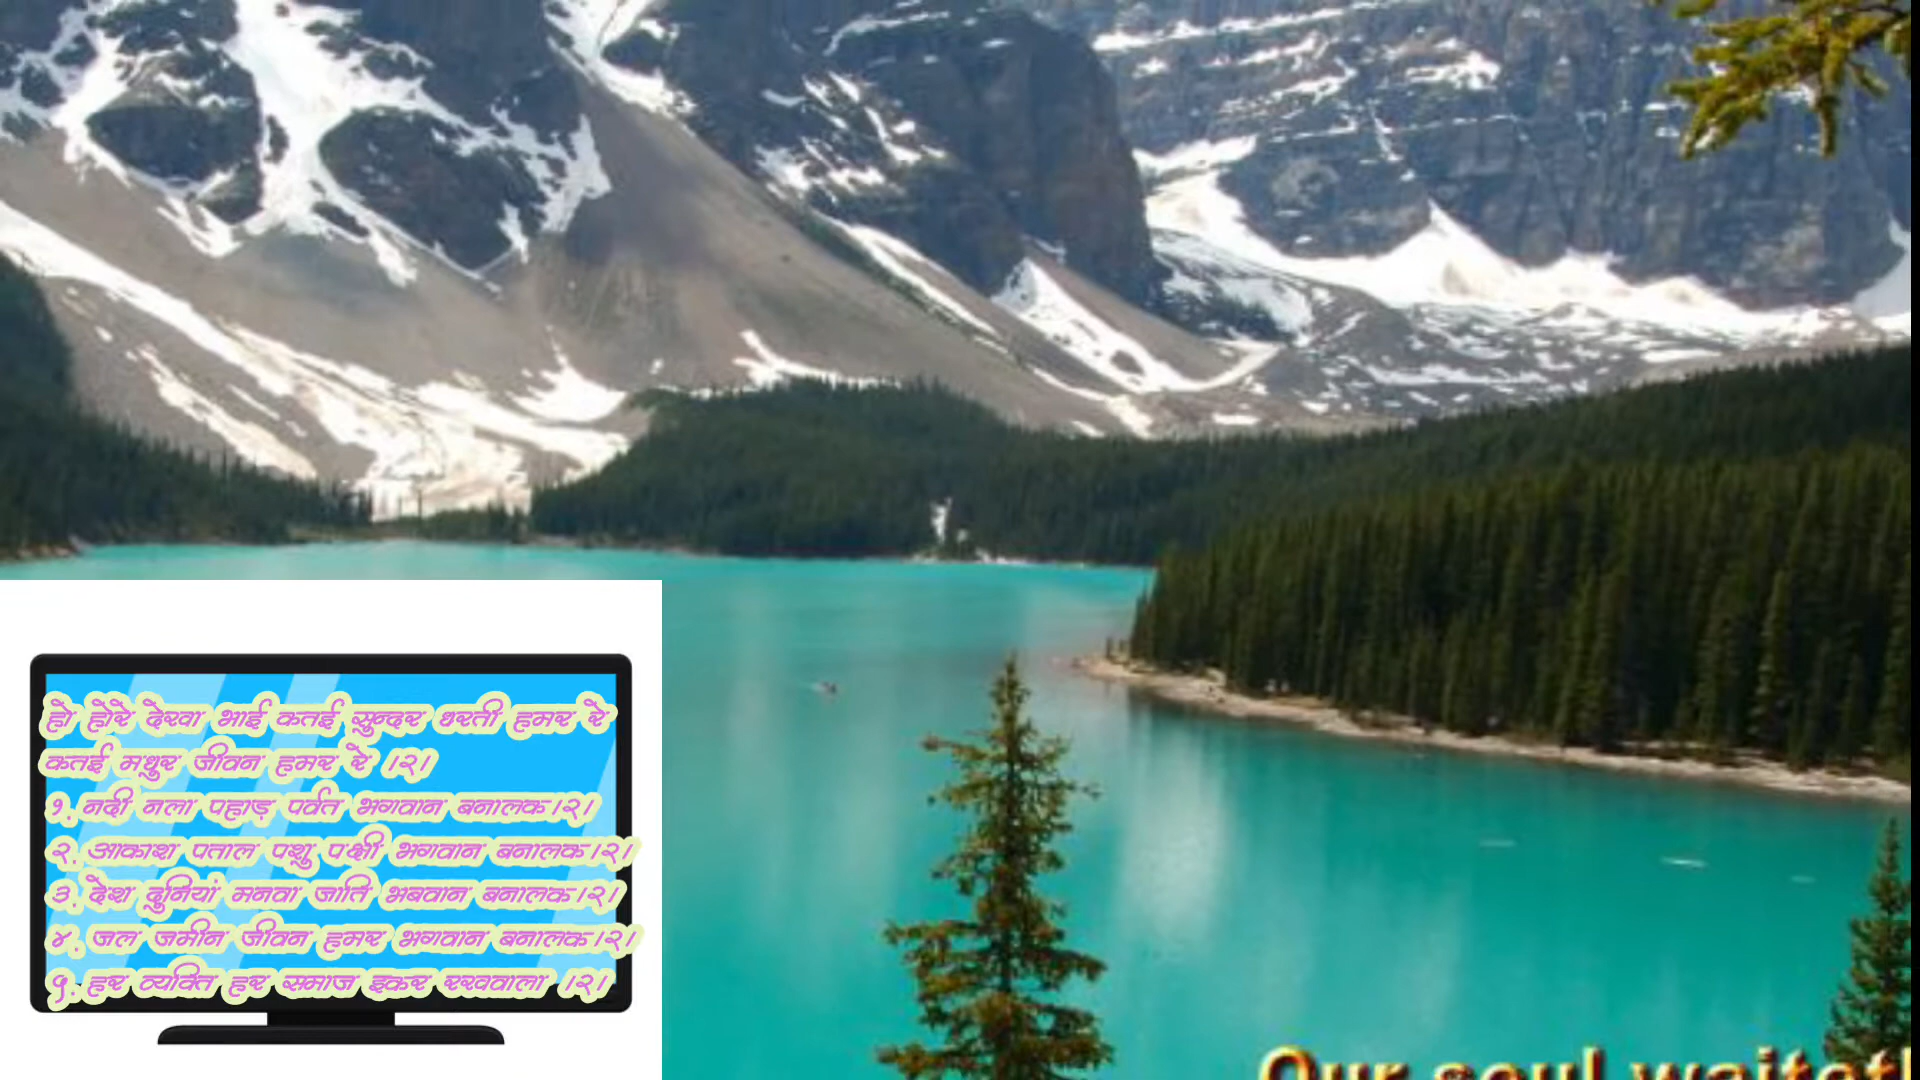 हो होरे देखा भाई कतई सुन्दर धरती हमर रे
कतई मधुर जीवन हमर रे ।२।
१. नदी नला पहाड़ पर्वत भगवान बनालक।२।
२. आकाश पताल पशु पक्षी भगवान बनालक।२।
३. देश दुनियां मनवा जाति भबवान बनालक।२।
४. जल जमीन जीवन हमर भगवान बनालक।२।
५. हर व्यक्ति हर समाज इकर रखवाला ।२।
Our soul waiteth